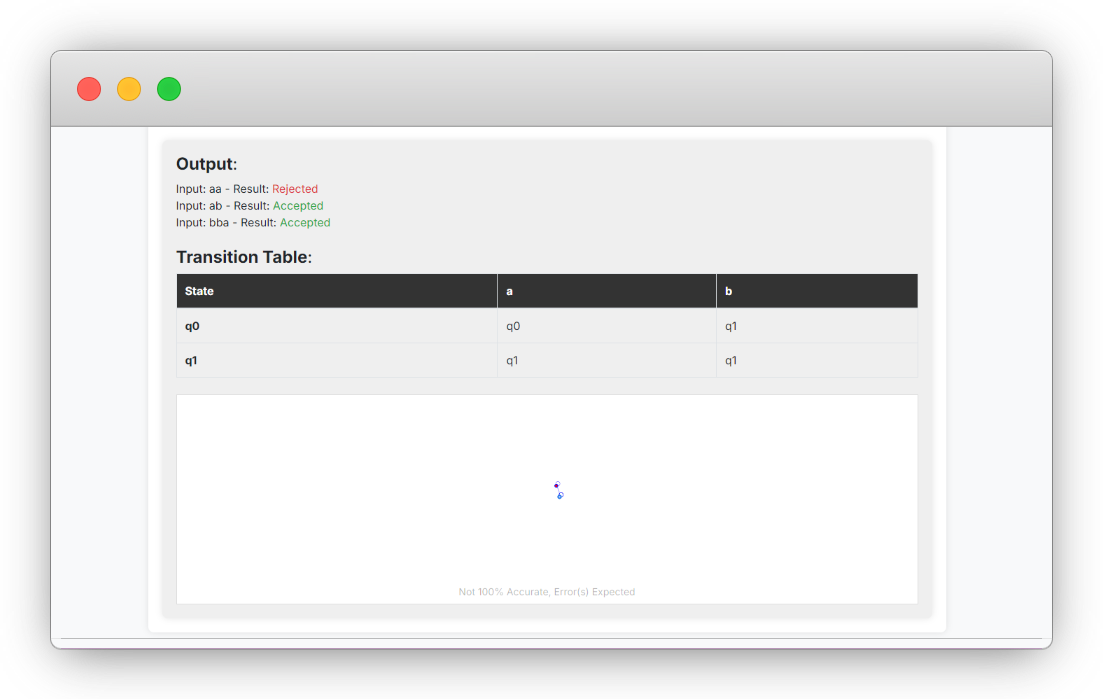 Output:
Input: aa - Result: Rejected
Input: ab - Result: Accepted
Input: bba - Result: Accepted
Transition Table:
State a b
q0 q0 q1
q1 q1 q1
Not 100% Accurate, Error(s) Expected